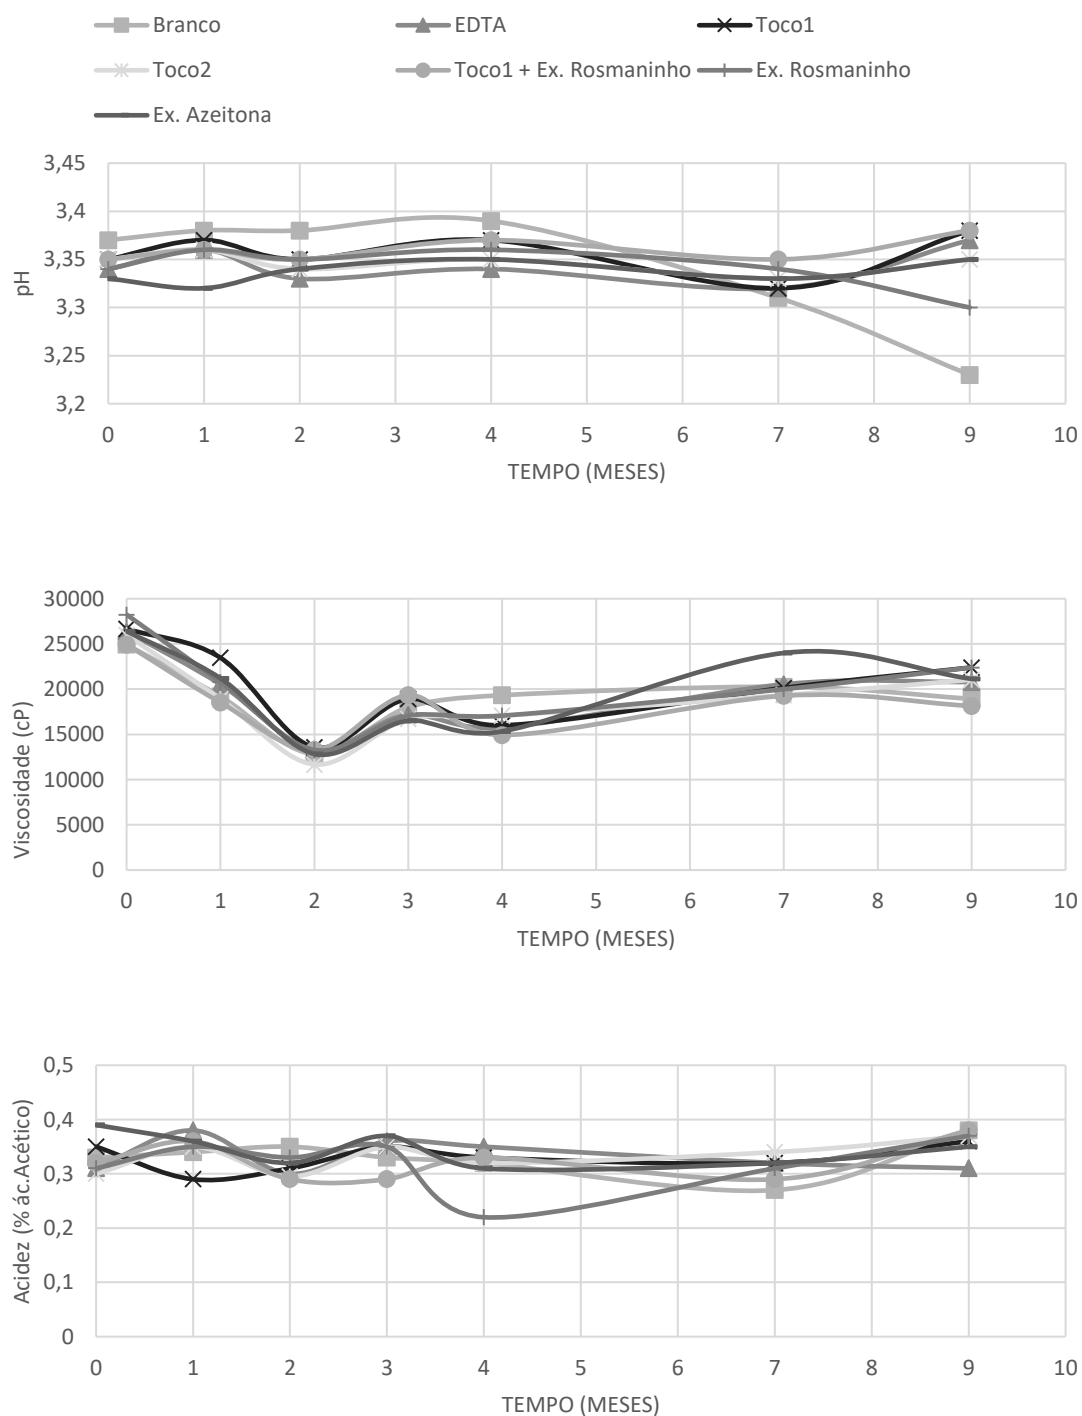 Branco EDTA Toco1
Toco2 Toco1 + Ex. Rosmaninho Ex. Rosmaninho
Ex. Azeitona
3,45
3,4
3,35
3,3
3,25
3,2
pH
0 1 2 3 4 5 6 7 8 9 10
TEMPO (MESES)
30000
25000
20000
15000
10000
5000
0
Viscosidade (cP)
0 1 2 3 4 5 6 7 8 9 10
TEMPO (MESES)
0,5
0,4
0,3
0,2
0,1
0
Acidez (% ác.Acético)
0 1 2 3 4 5 6 7 8 9 10
TEMPO (MESES)